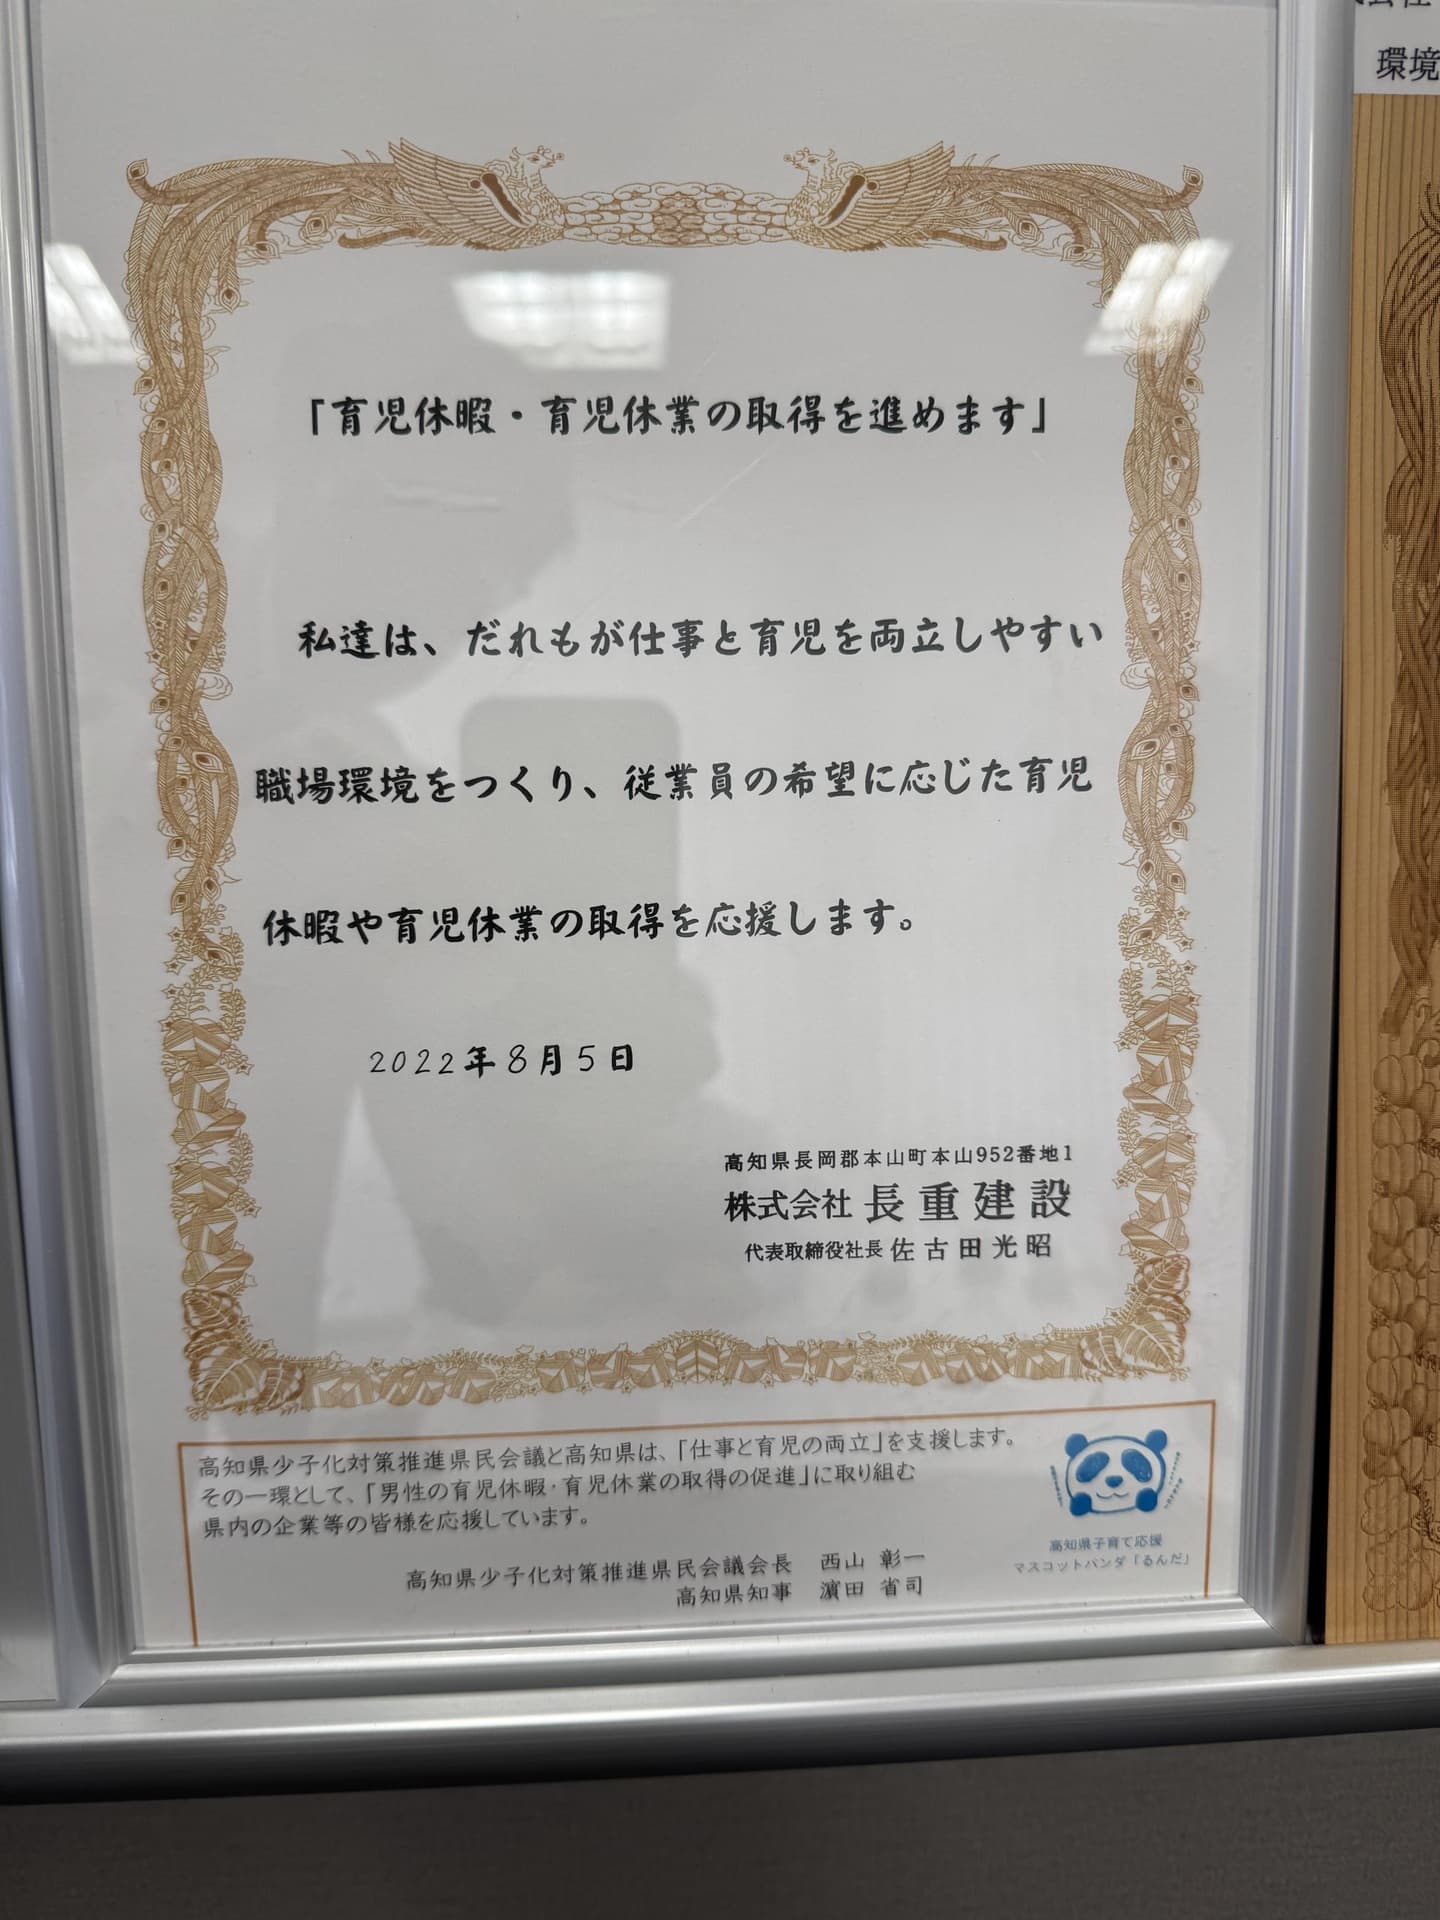 「育児休暇・育児休業の取得を進めます」
私達は、だれもが仕事と育児を両立しやすい
職場環境をつくり、従業員の希望に応じた育児
休暇や育児休業の取得を応援します。
2022年8月5日
高知県長岡郡本山町本山952番地1
株式会社 長重建設
代表取締役社長 佐古田光昭
高知県少子化対策推進県民会議と高知県は、「仕事と育児の両立」を支援します。
その一環として、「男性の育児休暇・育児休業の取得の促進」に取り組む
県内の企業等の皆様を応援しています。
高知県少子化対策推進県民会議会長 西山 彰一
高知県知事 濵田 省司
高知県子育て応援
マスコットパンダ「るんだ」
環境